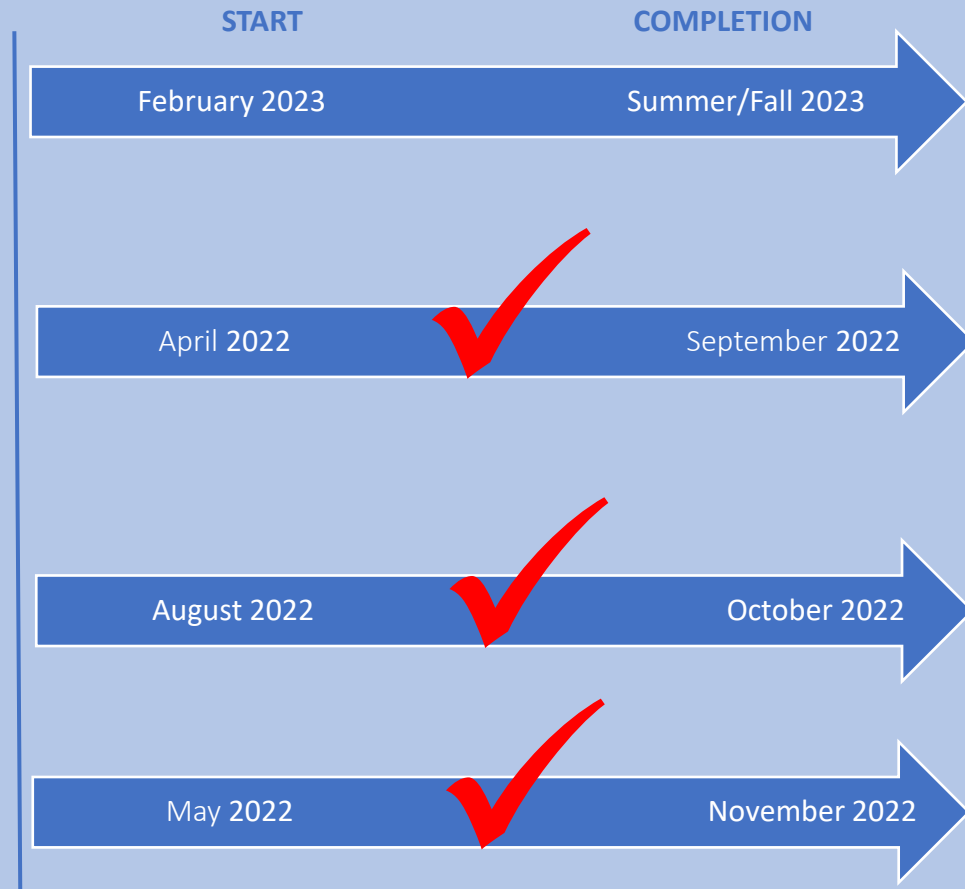 START COMPLETION
February 2023 Summer/Fall 2023
April 2022 September 2022
August 2022 October 2022
May 2022 November 2022